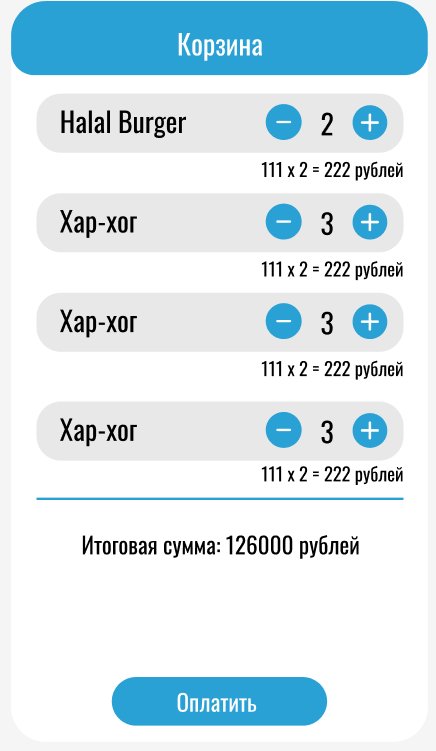 Корзина
Halal Burger
− 2 +
111 x 2 = 222 рублей
Хар-хог
− 3 +
111 x 2 = 222 рублей
Хар-хог
− 3 +
111 x 2 = 222 рублей
Хар-хог
− 3 +
111 x 2 = 222 рублей
Итоговая сумма: 126000 рублей
Оплатить